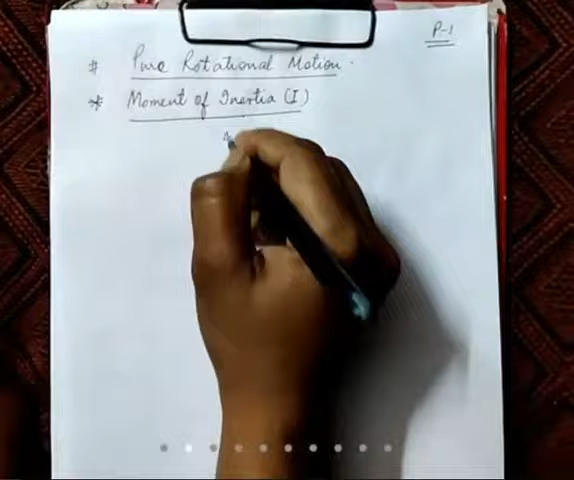 P-1
# Pure Rotational Motion.
* Moment of Inertia (I)